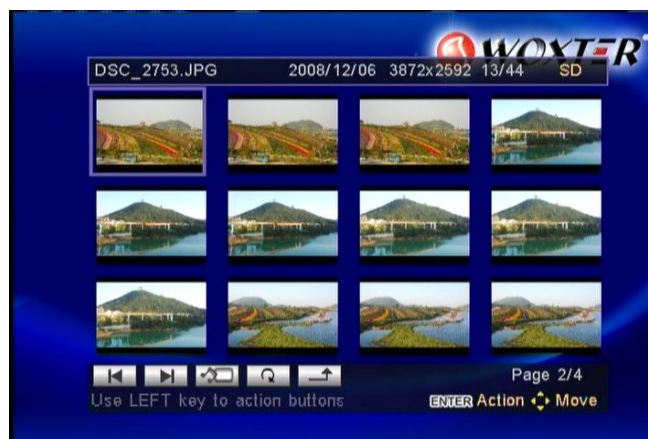 WOXTER
DSC_2753.JPG 2008/12/06 3872x2592 13/44 SD
Page 2/4
Use LEFT key to action buttons ENTER Action Move